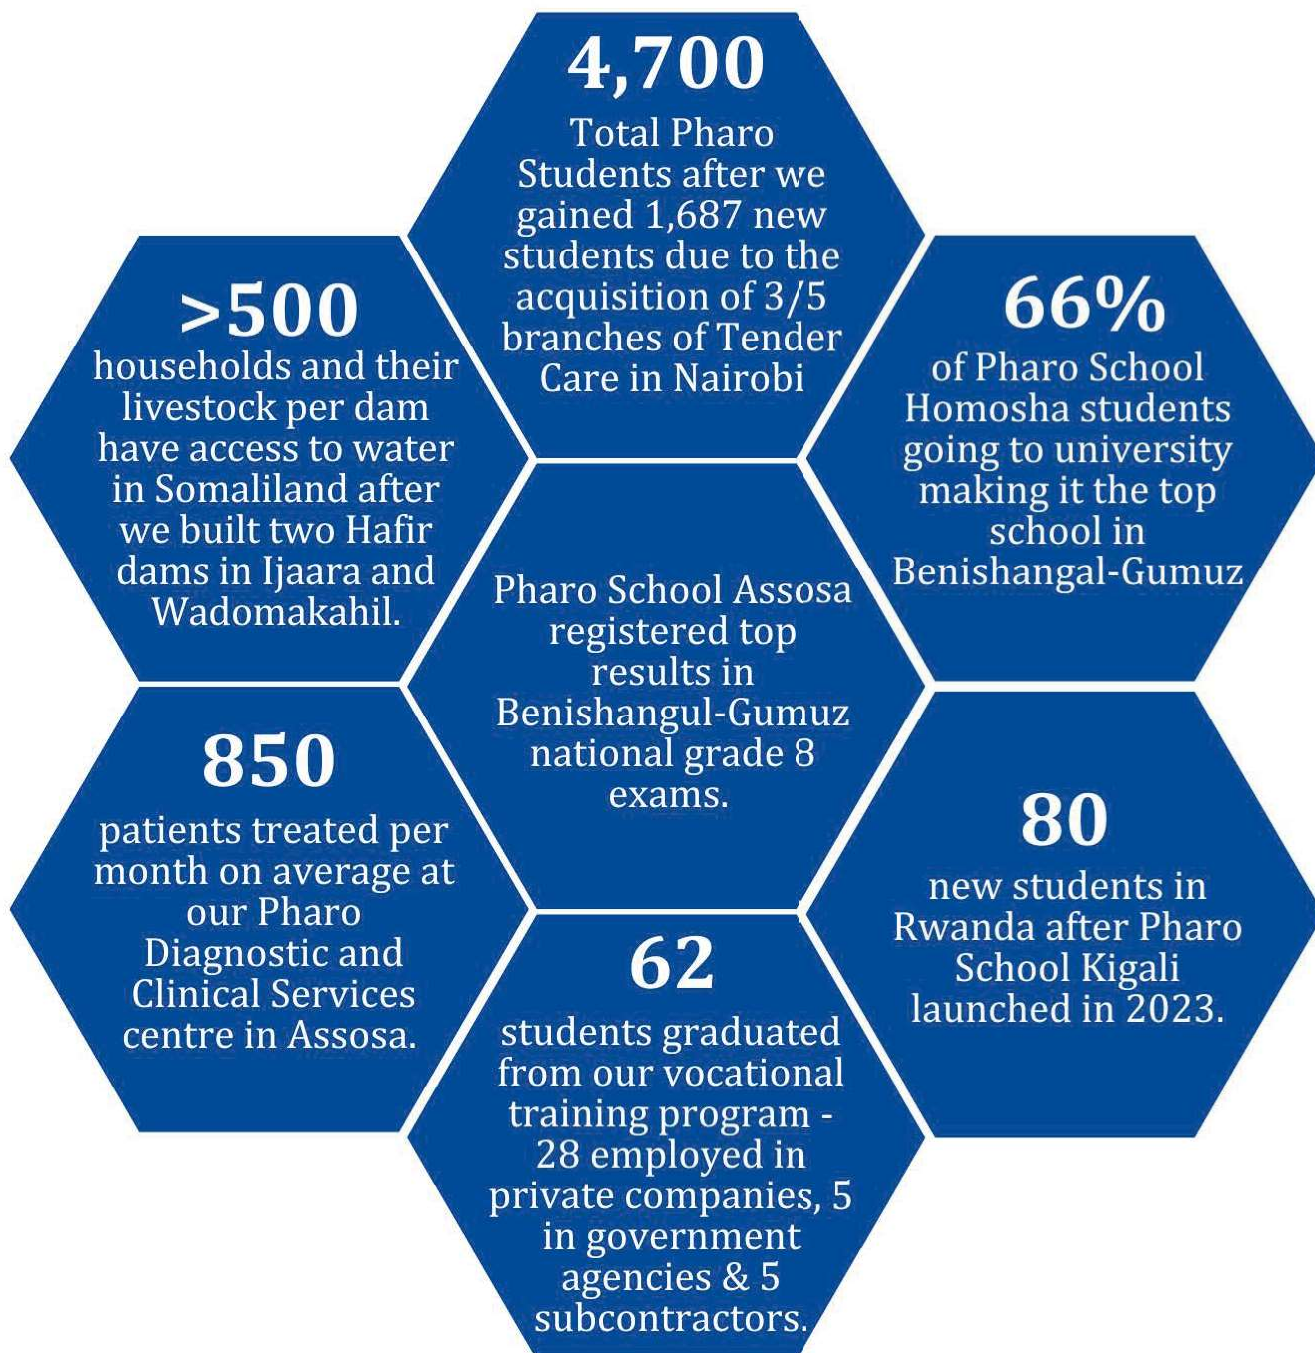 4,700
Total Pharo
Students after we
gained 1,687 new
students due to the
acquisition of 3/5
branches of Tender
Care in Nairobi
>500
households and their
livestock per dam
have access to water
in Somaliland after
we built two Hafir
dams in Ijaara and
Wadomakahil.
66%
of Pharo School
Homosha students
going to university
making it the top
school in
Benishangal-Gumuz
Pharo School Assosa
registered top
results in
Benishangul-Gumuz
national grade 8
exams.
850
patients treated per
month on average at
our Pharo
Diagnostic and
Clinical Services
centre in Assosa.
80
new students in
Rwanda after Pharo
School Kigali
launched in 2023.
62
students graduated
from our vocational
training program -
28 employed in
private companies, 5
in government
agencies & 5
subcontractors.